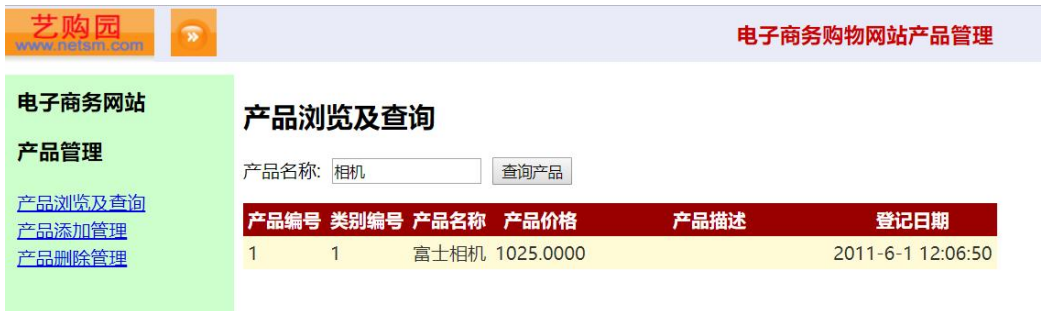 艺购园
www.netsm.com
电子商务购物网站产品管理
电子商务网站
产品管理
产品浏览及查询
产品添加管理
产品删除管理
产品浏览及查询
产品名称: 相机 查询产品
产品编号 类别编号 产品名称 产品价格 产品描述 登记日期
1 1 富士相机 1025.0000 2011-6-1 12:06:50